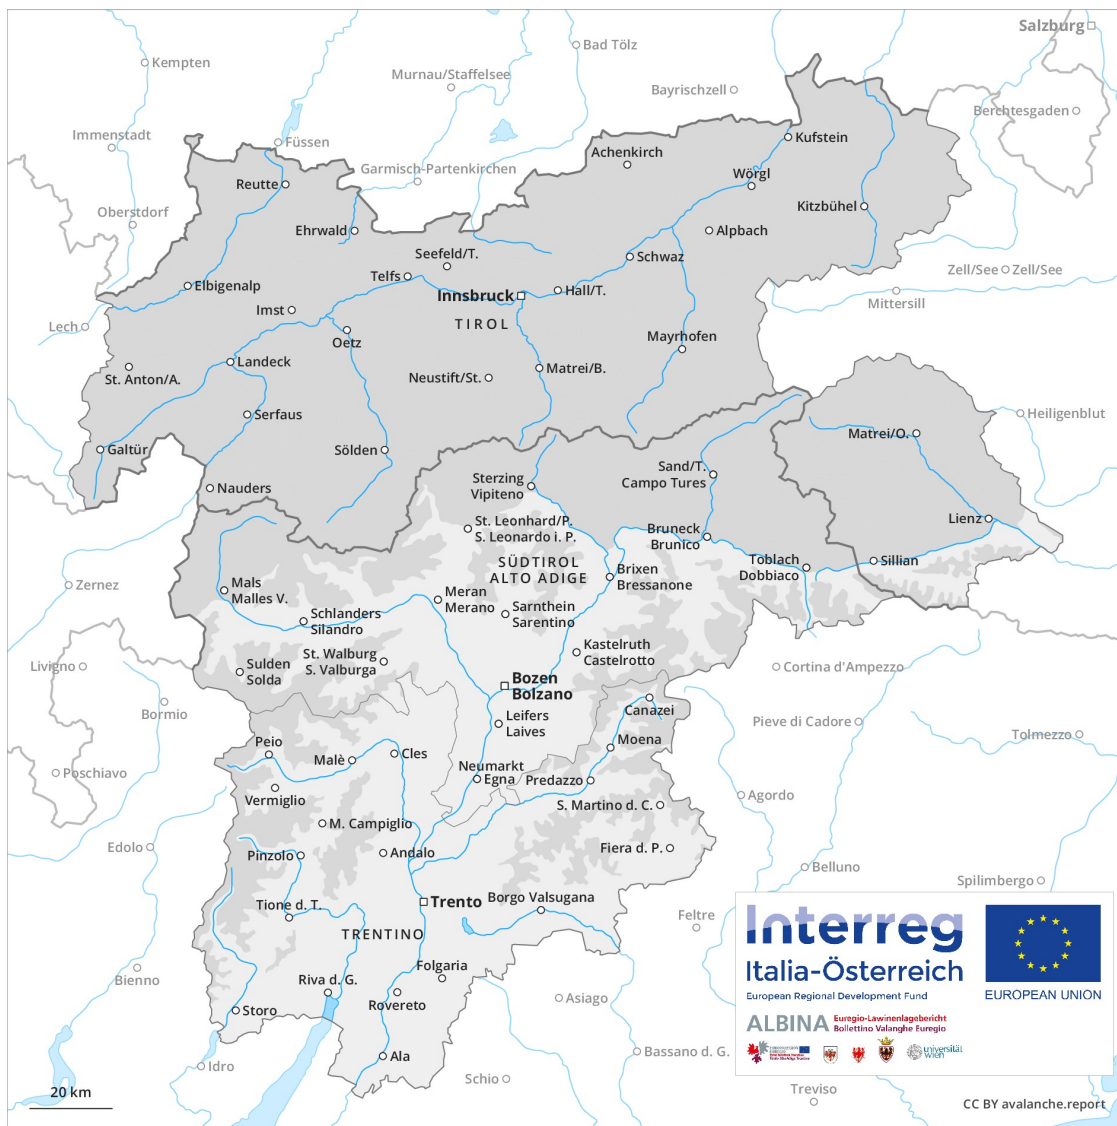 Salzburg
Bad Tölz
Kempten
Murnau/Staffelsee
Bayrischzell
Berchtesgaden
Immenstadt
Füssen
Kufstein
Achenkirch
Garmisch-Partenkirchen
Wörgl
Reutte
Oberstdorf
Kitzbühel
Ehrwald
Alpbach
Seefeld/T.
Schwaz
Telfs
Zell/See
Zell/See
Elbigenalp
Hall/T.
Innsbruck
Mittersill
Imst
TIROL
Lech
Oetz
Mayrhofen
Landeck
Matrei/B.
St. Anton/A.
Neustift/St.
Serfaus
Heiligenblut
Matrei/O.
Galtür
Sölden
Sand/T.
Campo Tures
Sterzing
Vipiteno
Nauders
St. Leonhard/P.
S. Leonardo i. P.
Lienz
Bruneck
Brunico
SÜDTIROL
ALTO ADIGE
Toblach
Dobbiaco
Sillian
Brixen
Bressanone
Zernez
Mals
Malles V.
Meran
Merano
Sarnthein
Sarentino
Schlanders
Silandro
Kastelruth
Castelrotto
St. Walburg
S. Valburga
Livigno
Sulden
Solda
Cortina d'Ampezzo
Bozen
Bolzano
Canazei
Bormio
Leifers
Laives
Pieve di Cadore
Tolmezzo
Peio
Moena
Cles
Malè
Poschiavo
Neumarkt
Egna
Predazzo
Vermiglio
Agordo
S. Martino d. C.
M. Campiglio
Edolo
Pinzolo
Andalo
Fiera d. P.
Belluno
Spilimbergo
Trento
Borgo Valsugana
Tione d. T.
Feltre
TRENTINO
Interreg
Italia-Österreich
European Regional Development Fund
EUROPEAN UNION
Folgaria
Bienno
Riva d. G.
Rovereto
Asiago
Storo
ALBINA
Euregio-Lawinenlagebericht
Bollettino Valanghe Euregio
universität
wien
Ala
Bassano d. G.
Idro
Schio
Treviso
20 km
CC BY avalanche.report